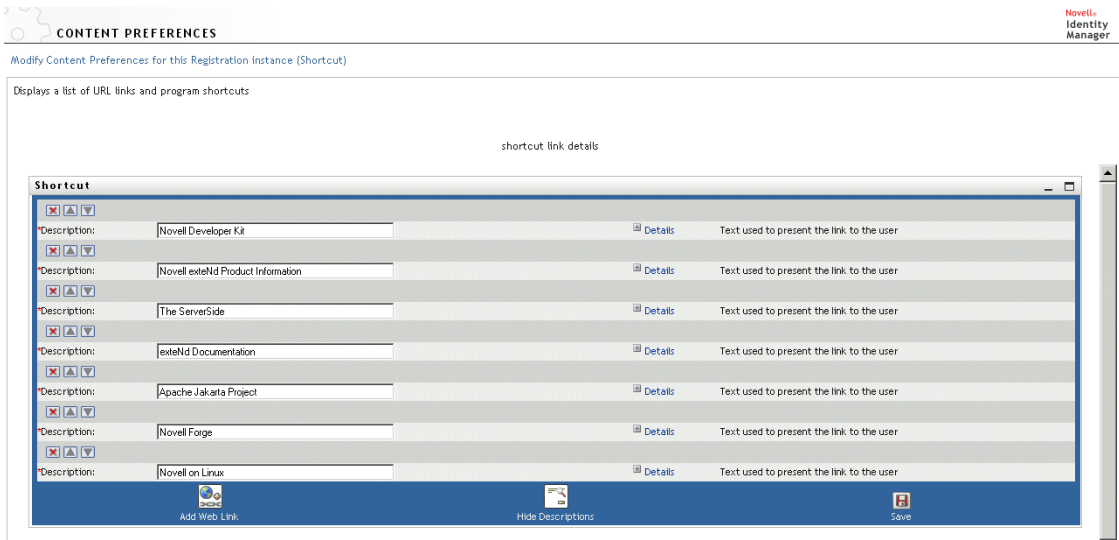 Novell®
Identity
Manager
CONTENT PREFERENCES
Modify Content Preferences for this Registration instance (Shortcut)
Displays a list of URL links and program shortcuts
shortcut link details
Shortcut
*Description: Novell Developer Kit Details Text used to present the link to the user
*Description: Novell exteNd Product Information Details Text used to present the link to the user
*Description: The ServerSide Details Text used to present the link to the user
*Description: exteNd Documentation Details Text used to present the link to the user
*Description: Apache Jakarta Project Details Text used to present the link to the user
*Description: Novell Forge Details Text used to present the link to the user
*Description: Novell on Linux Details Text used to present the link to the user
Add Web Link Hide Descriptions Save